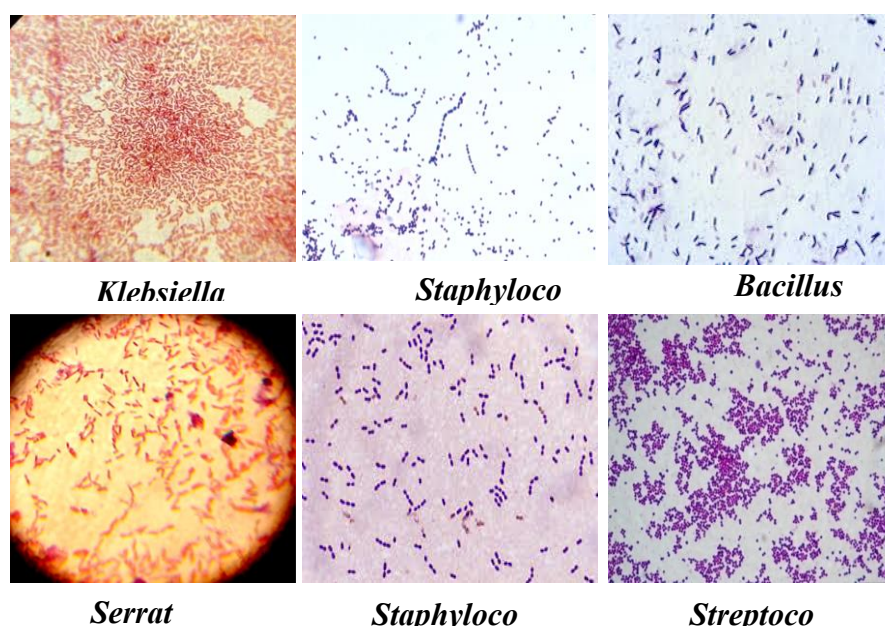 Klebsiella
Staphyloco
Bacillus
Serrat
Staphyloco
Streptoco